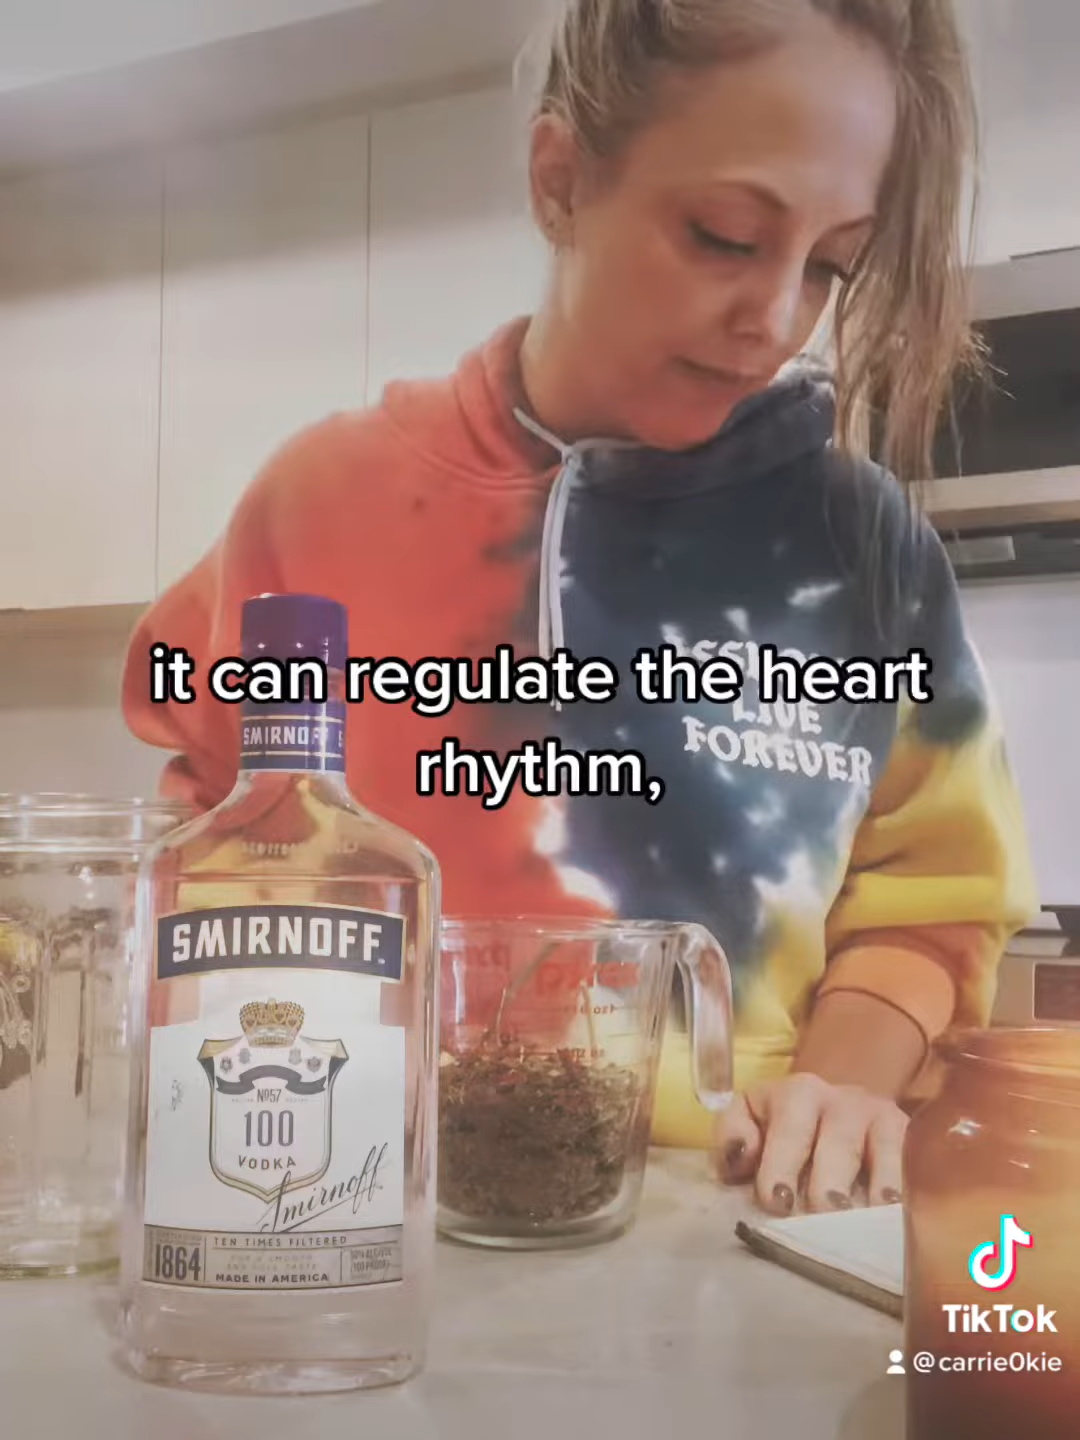 it can regulate the heart
rhythm,
LIVE
FOREVER
SMIRNOFF
SMIRNOFF
No57
100
VODKA
Smirnoff
1864
TEN TIMES FILTERED
MADE IN AMERICA
TikTok
@carrie0kie